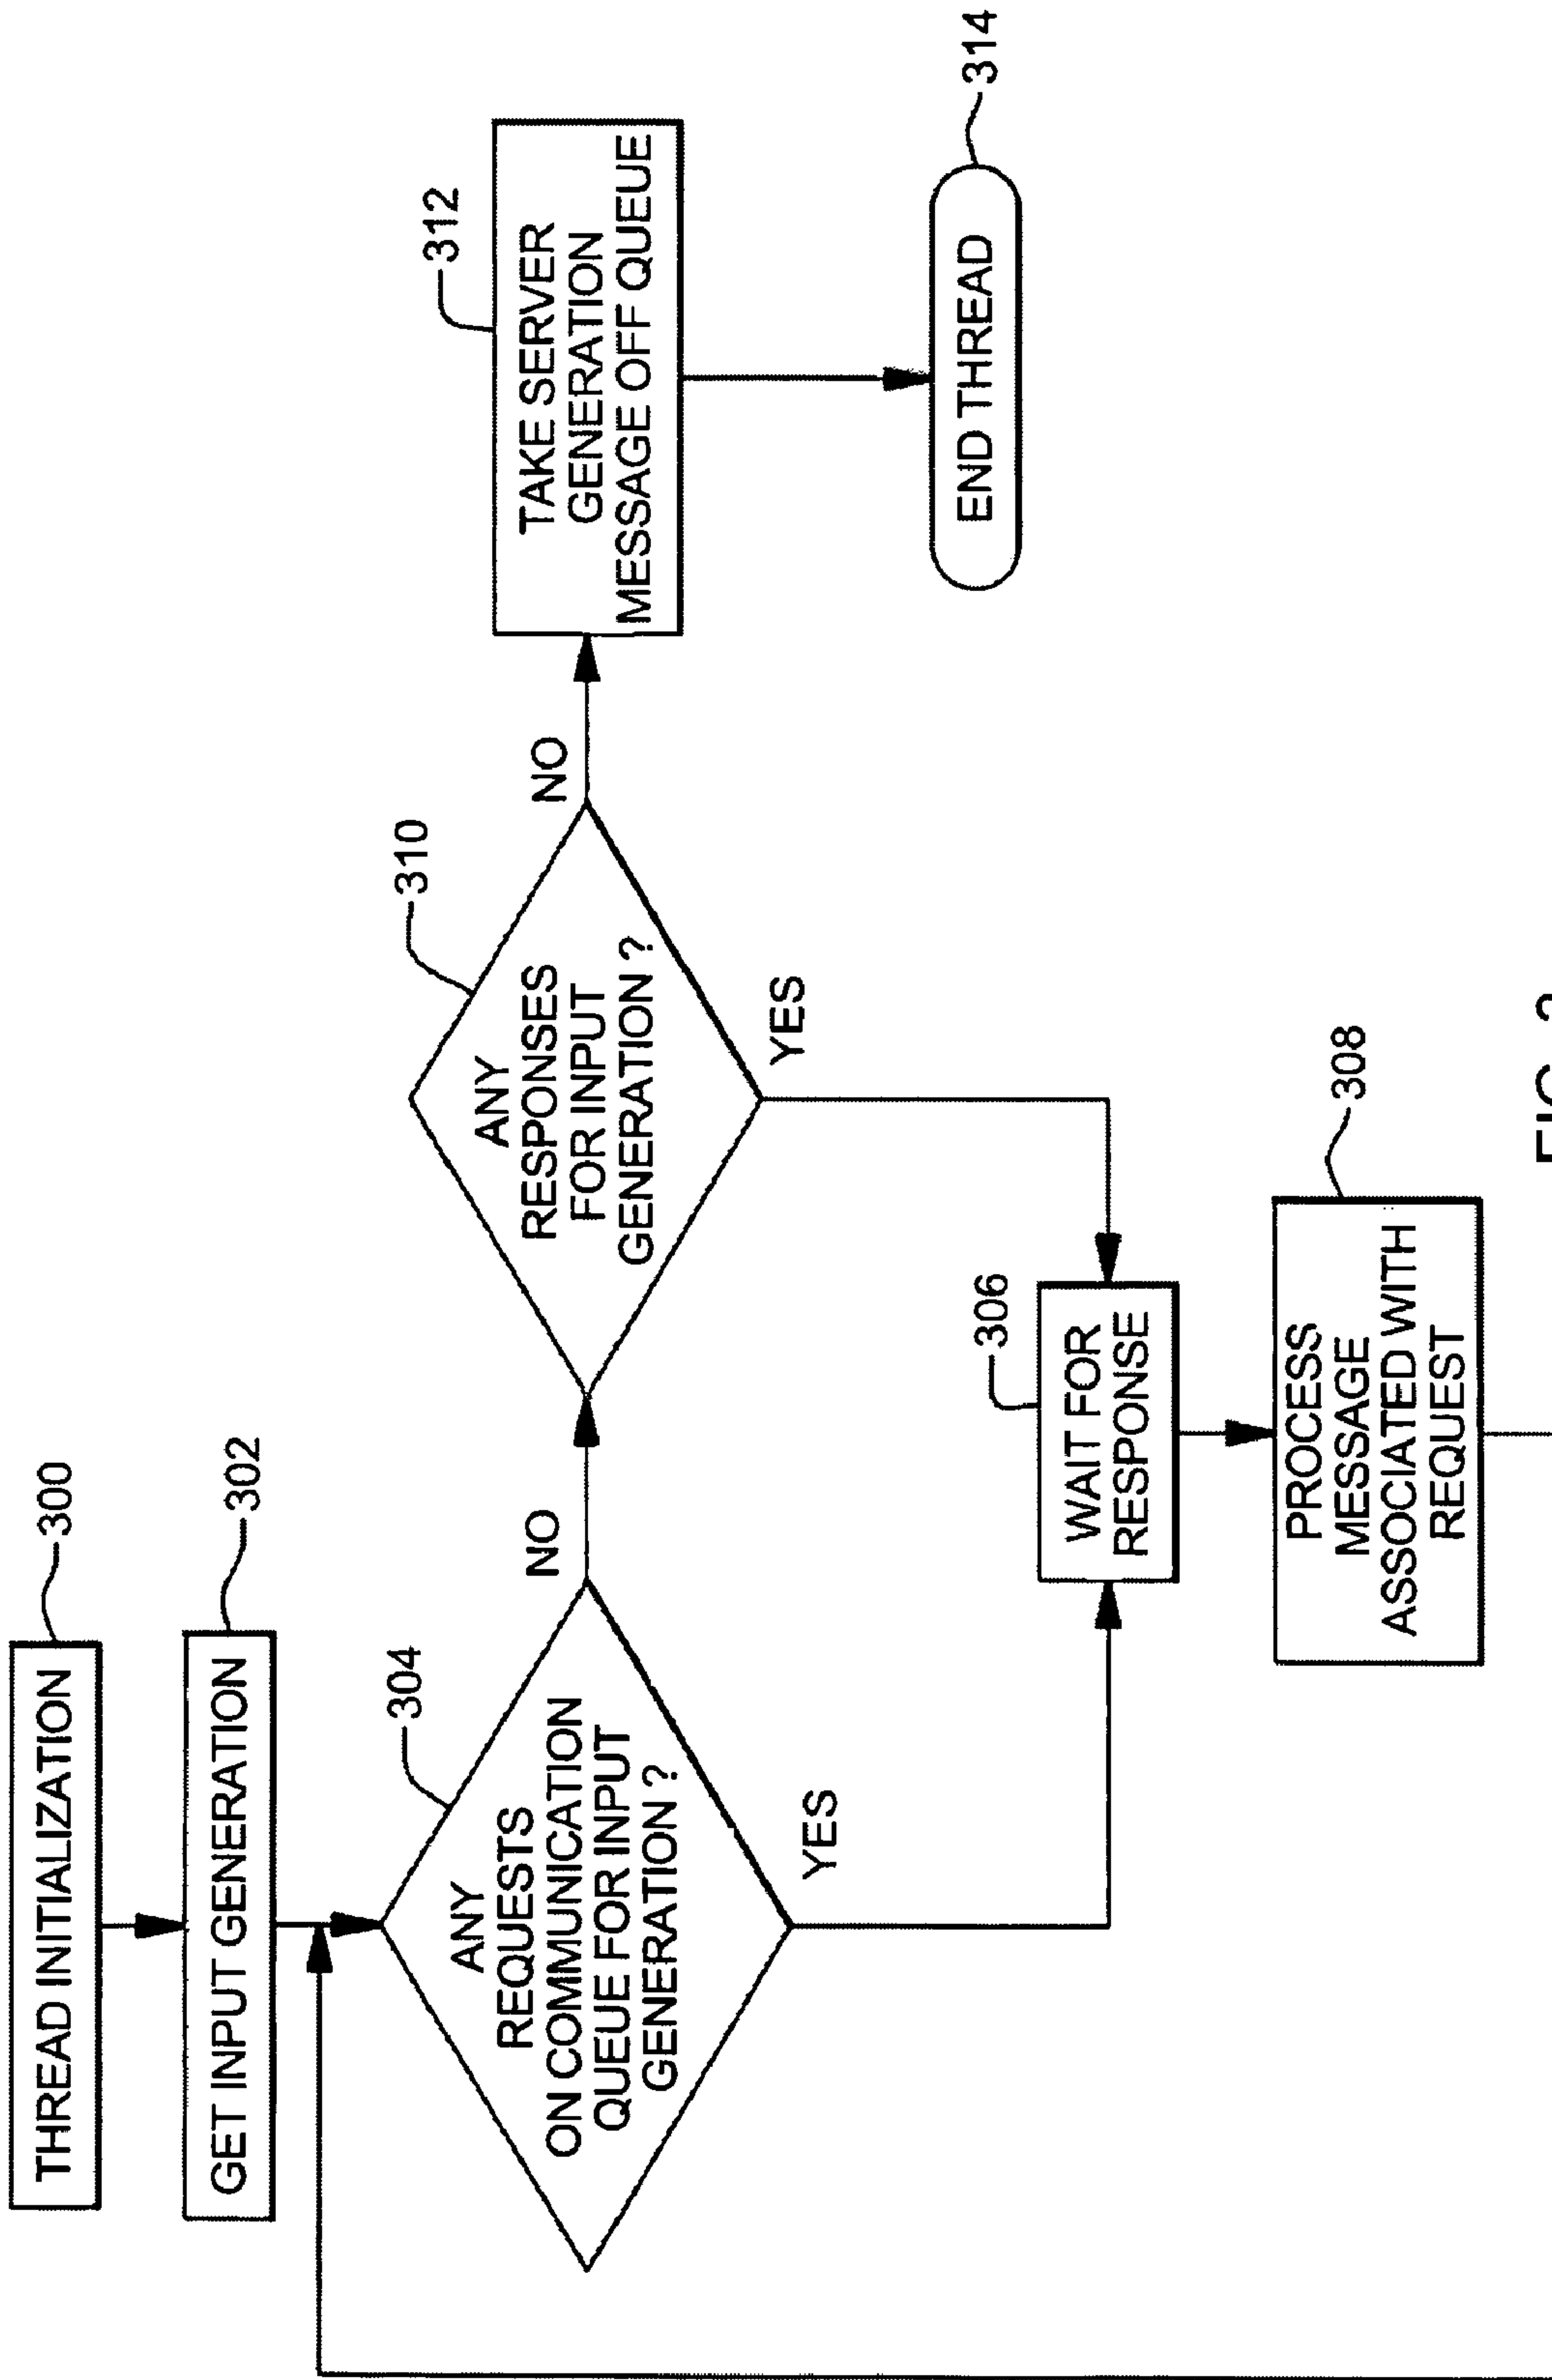 THREAD INITIALIZATION
300
GET INPUT GENERATION
302
304
ANY
REQUESTS
ON COMMUNICATION
QUEUE FOR INPUT
GENERATION ?
NO
YES
310
ANY
RESPONSES
FOR INPUT
GENERATION ?
NO
YES
312
TAKE SERVER
GENERATION
MESSAGE OFF QUEUE
END THREAD
314
306
WAIT FOR
RESPONSE
308
PROCESS
MESSAGE
ASSOCIATED WITH
REQUEST